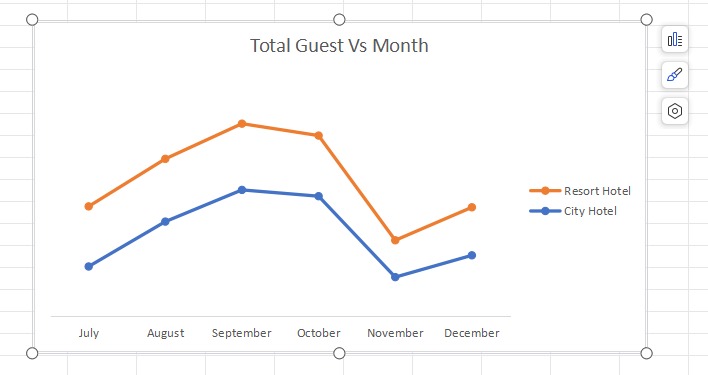 Total Guest Vs Month
Resort Hotel
City Hotel
July August September October November December